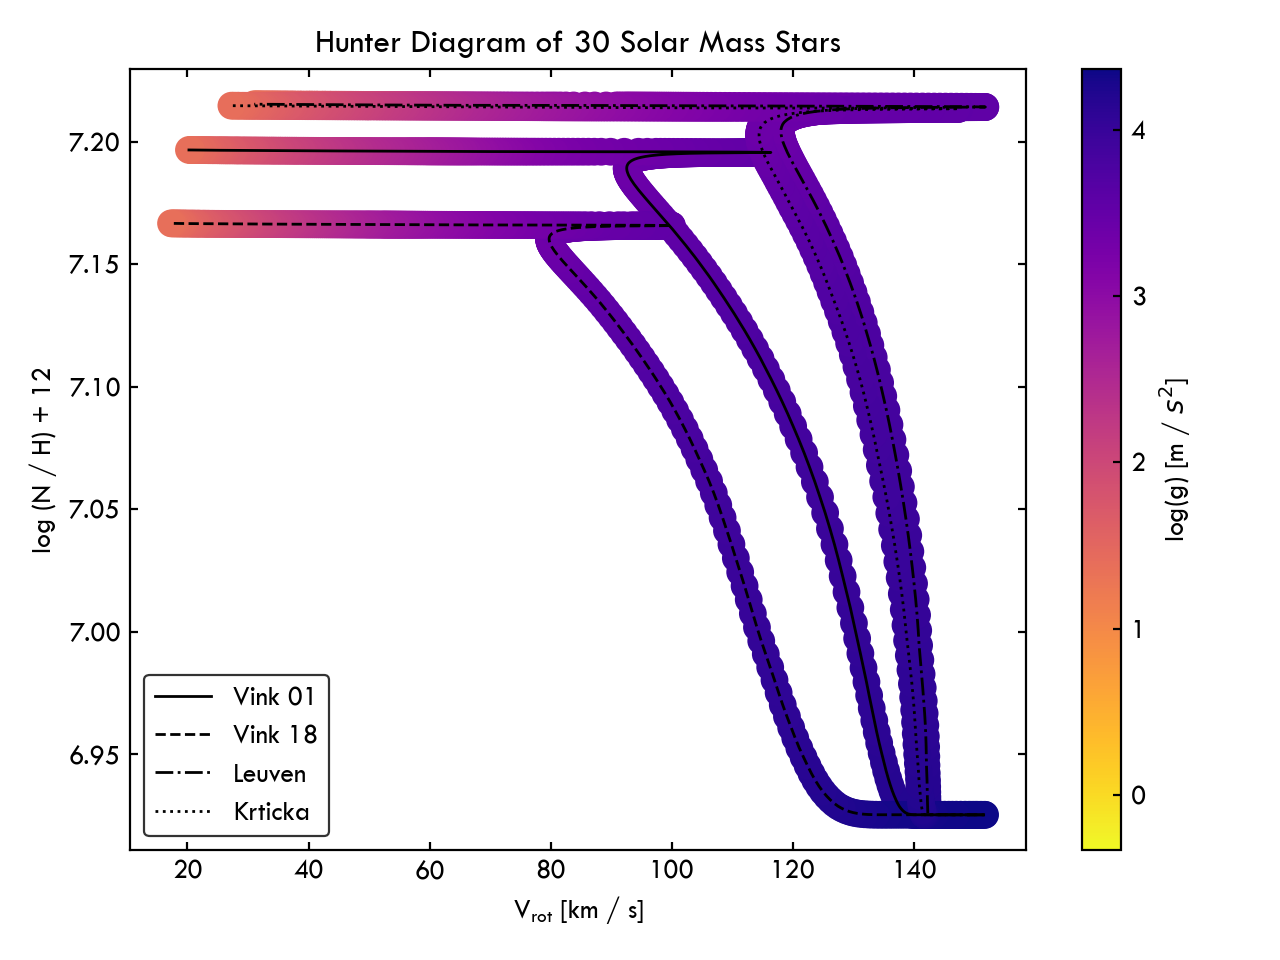 Hunter Diagram of 30 Solar Mass Stars
log (N / H) + 12
7.20
7.15
7.10
7.05
7.00
6.95
Vink 01
Vink 18
Leuven
Krticka
20 40 60 80 100 120 140
V_rot [km / s]
4
3
2
1
0
log(g) [m / s²]